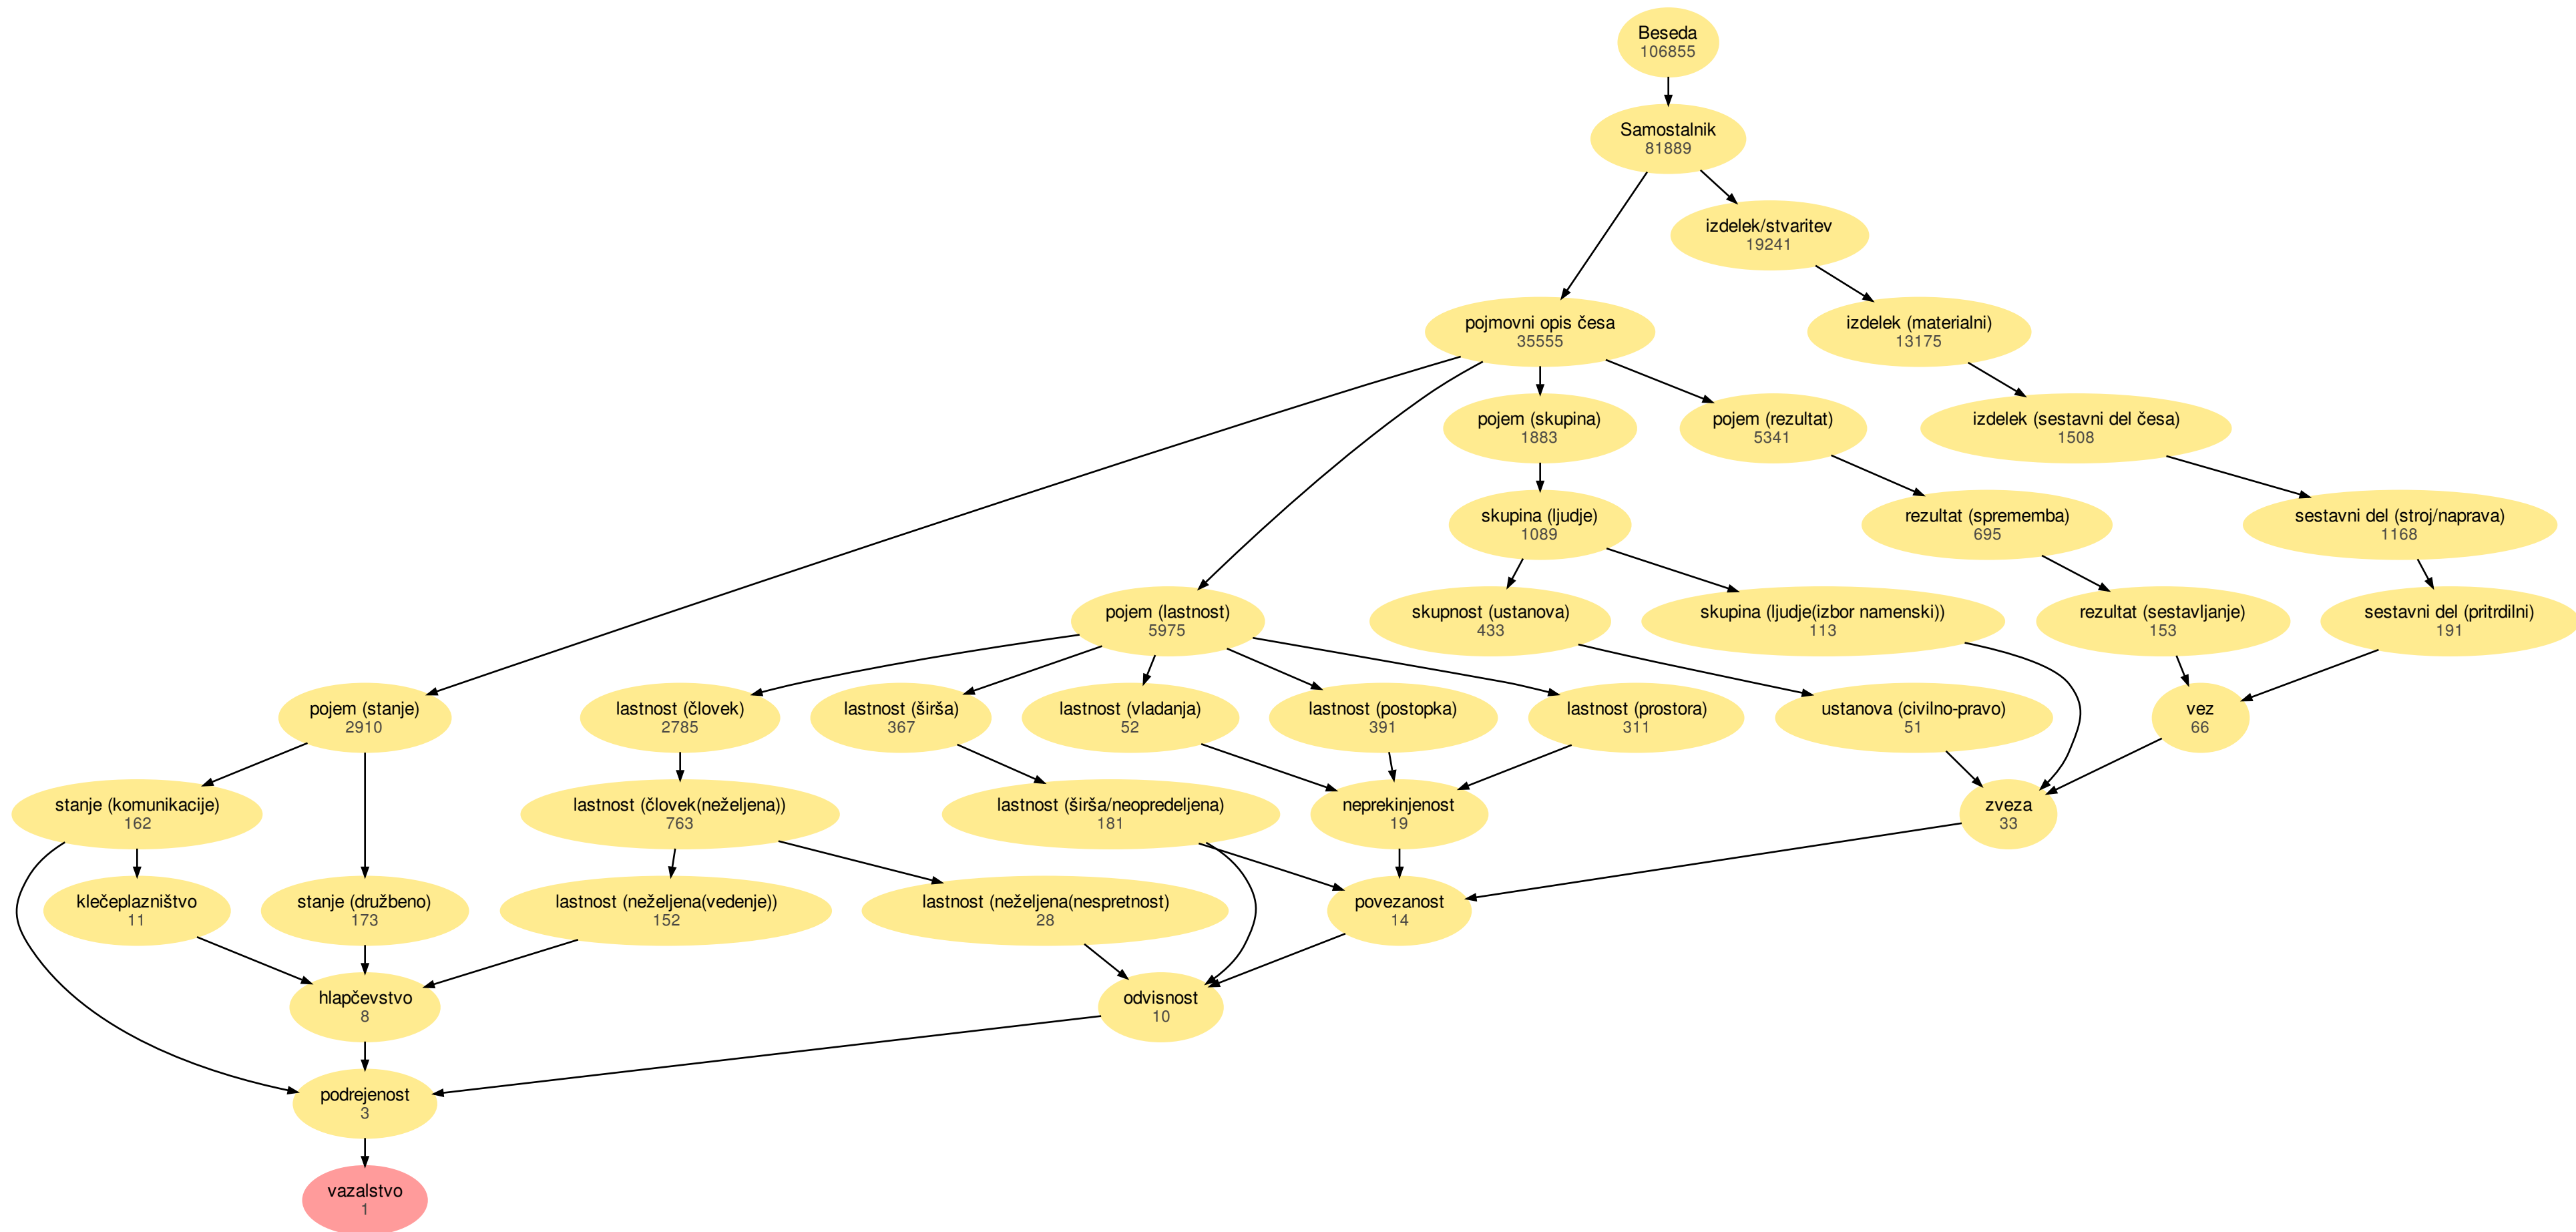 Beseda
106855
Samostalnik
81889
izdelek/stvaritev
19241
pojmovni opis česa
35555
izdelek (materialni)
13175
pojem (skupina)
1883
pojem (rezultat)
5341
izdelek (sestavni del česa)
1508
skupina (ljudje)
1089
rezultat (sprememba)
695
sestavni del (stroj/naprava)
1168
pojem (lastnost)
5975
skupnost (ustanova)
433
skupina (ljudje(izbor namenski))
113
rezultat (sestavljanje)
153
sestavni del (pritrdilni)
191
pojem (stanje)
2910
lastnost (človek)
2785
lastnost (širša)
367
lastnost (vladanja)
52
lastnost (postopka)
391
lastnost (prostora)
311
ustanova (civilno-pravo)
51
vez
66
stanje (komunikacije)
162
lastnost (človek(neželjena))
763
lastnost (širša/neopredeljena)
181
neprekinjenost
19
zveza
33
klečeplazništvo
11
stanje (družbeno)
173
lastnost (neželjena(vedenje))
152
lastnost (neželjena(nespretnost)
28
povezanost
14
hlapčevstvo
8
odvisnost
10
podrejenost
3
vazalstvo
1